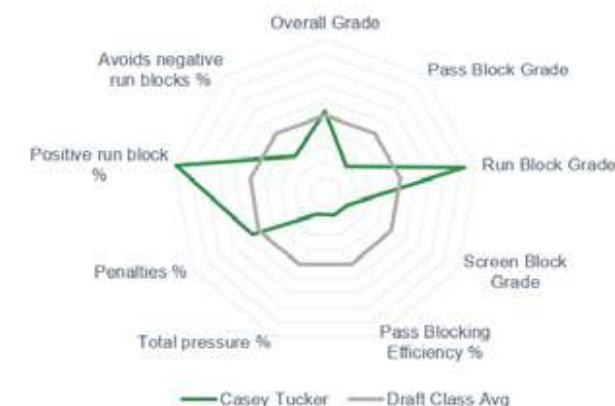 Overall Grade
Avoids negative
run blocks %
Pass Block Grade
Positive run block
%
Run Block Grade
Penalties %
Screen Block
Grade
Total pressure %
Pass Blocking
Efficiency %
Casey Tucker
Draft Class Avg